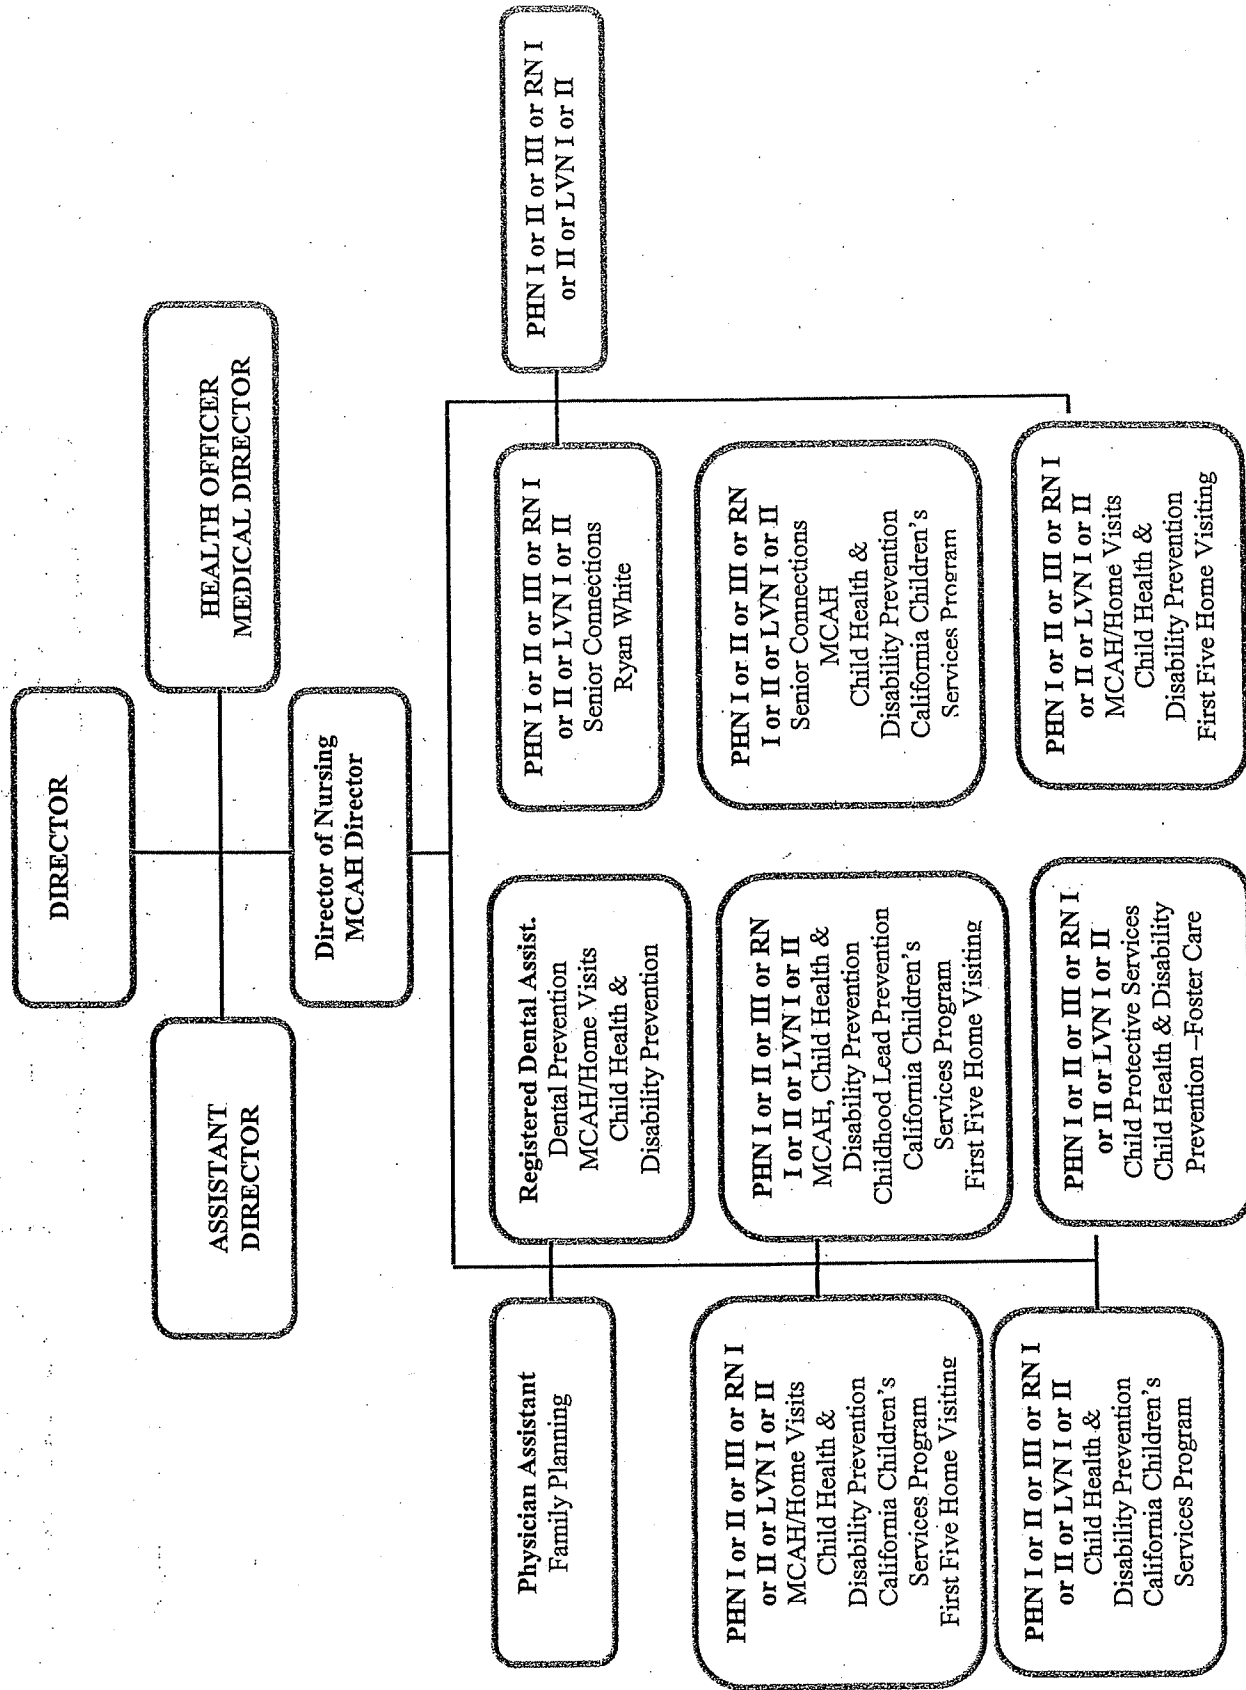 DIRECTOR
ASSISTANT
DIRECTOR
HEALTH OFFICER
MEDICAL DIRECTOR
Director of Nursing
MCAH Director
Physician Assistant
Family Planning
Registered Dental Assist.
Dental Prevention
MCAH/Home Visits
Child Health &
Disability Prevention
PHN I or II or III or RN I
or II or LVN I or II
Senior Connections
Ryan White
PHN I or II or III or RN I
or II or LVN I or II
PHN I or II or III or RN I
or II or LVN I or II
MCAH/Home Visits
Child Health &
Disability Prevention
California Children's
Services Program
First Five Home Visiting
PHN I or II or III or RN
I or II or LVN I or II
MCAH, Child Health &
Disability Prevention
Childhood Lead Prevention
California Children's
Services Program
First Five Home Visiting
PHN I or II or III or RN
I or II or LVN I or II
Senior Connections
MCAH
Child Health &
Disability Prevention
California Children's
Services Program
PHN I or II or III or RN I
or II or LVN I or II
Child Health &
Disability Prevention
California Children's
Services Program
PHN I or II or III or RN I
or II or LVN I or II
Child Protective Services
Child Health & Disability
Prevention –Foster Care
PHN I or II or III or RN I
or II or LVN I or II
MCAH/Home Visits
Child Health &
Disability Prevention
First Five Home Visiting